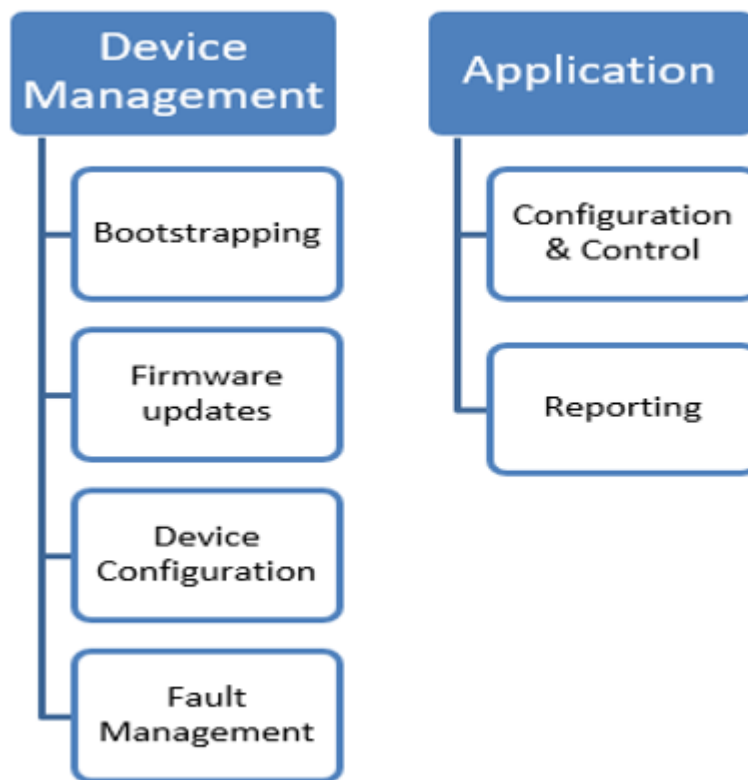 Device
Management
Bootstrapping
Firmware
updates
Device
Configuration
Fault
Management
Application
Configuration
& Control
Reporting